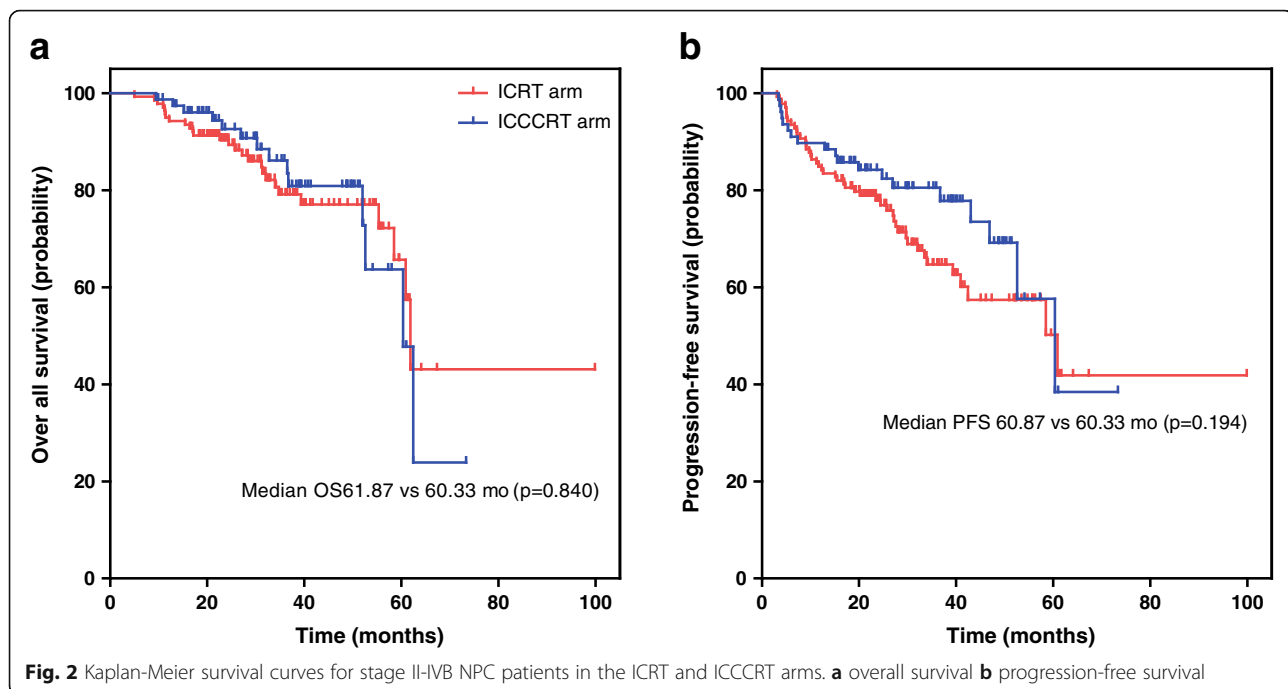 a
Over all survival (probability)
100
80
60
40
20
0
ICRT arm
ICCCRT arm
Median OS61.87 vs 60.33 mo (p=0.840)
0 20 40 60 80 100
Time (months)
b
Progression-free survival (probability)
100
80
60
40
20
0
Median PFS 60.87 vs 60.33 mo (p=0.194)
0 20 40 60 80 100
Time (months)
Fig. 2 Kaplan-Meier survival curves for stage II-IVB NPC patients in the ICRT and ICCCRT arms. a overall survival b progression-free survival